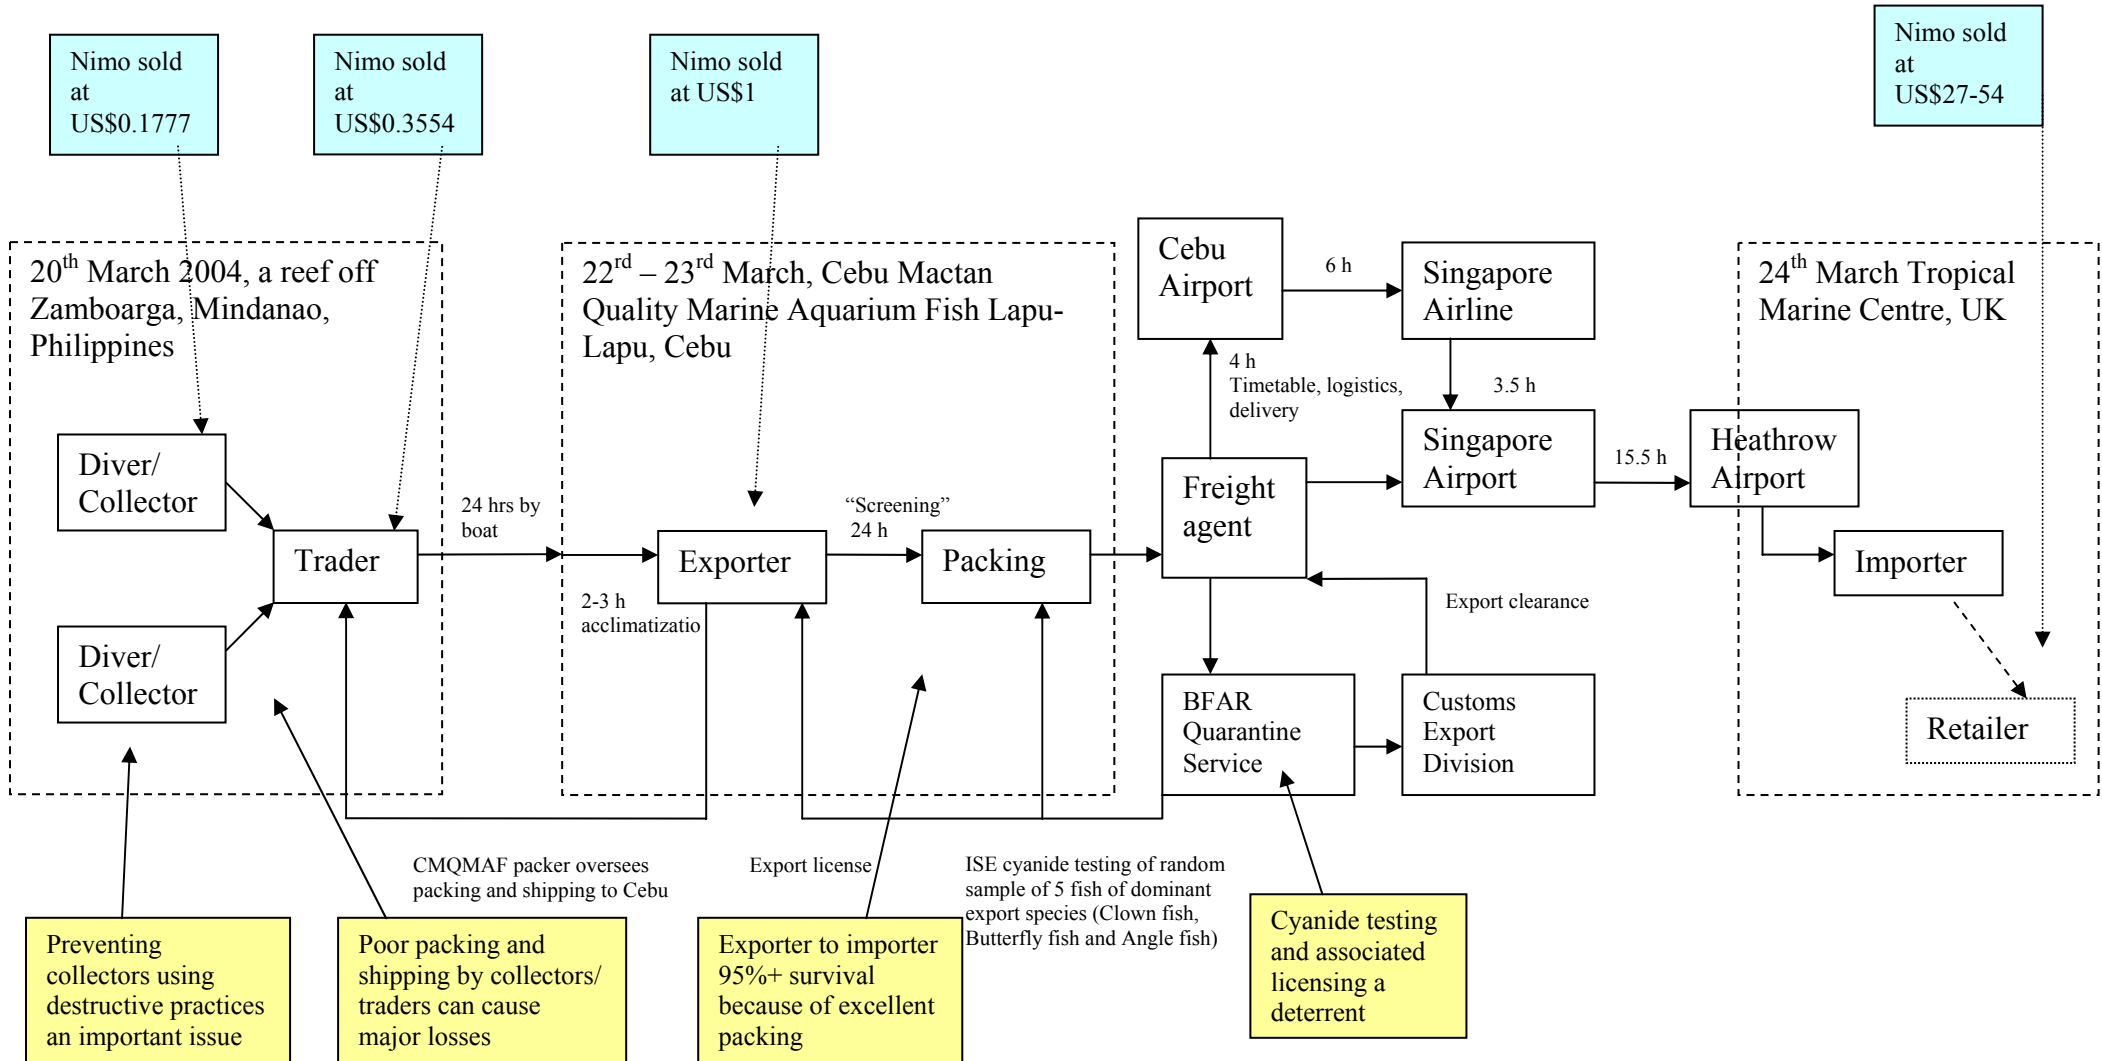 Nimo sold
at
US$0.1777
Nimo sold
at
US$0.3554
Nimo sold
at US$1
Nimo sold
at
US$27-54
20th March 2004, a reef off
Zamboarga, Mindanao,
Philippines
22rd – 23rd March, Cebu Mactan
Quality Marine Aquarium Fish Lapu-
Lapu, Cebu
Cebu
Airport
6 h
Singapore
Airline
24th March Tropical
Marine Centre, UK
4 h
Timetable, logistics,
delivery
3.5 h
Diver/
Collector
Trader
24 hrs by
boat
Exporter
“Screening”
24 h
Packing
Freight
agent
Singapore
Airport
15.5 h
Heathrow
Airport
Importer
2-3 h
acclimatizatio
Export clearance
Diver/
Collector
BFAR
Quarantine
Service
Customs
Export
Division
Retailer
CMQMAF packer oversees
packing and shipping to Cebu
Export license
ISE cyanide testing of random
sample of 5 fish of dominant
export species (Clown fish,
Butterfly fish and Angle fish)
Preventing
collectors using
destructive practices
an important issue
Poor packing and
shipping by collectors/
traders can cause
major losses
Exporter to importer
95%+ survival
because of excellent
packing
Cyanide testing
and associated
licensing a
deterrent